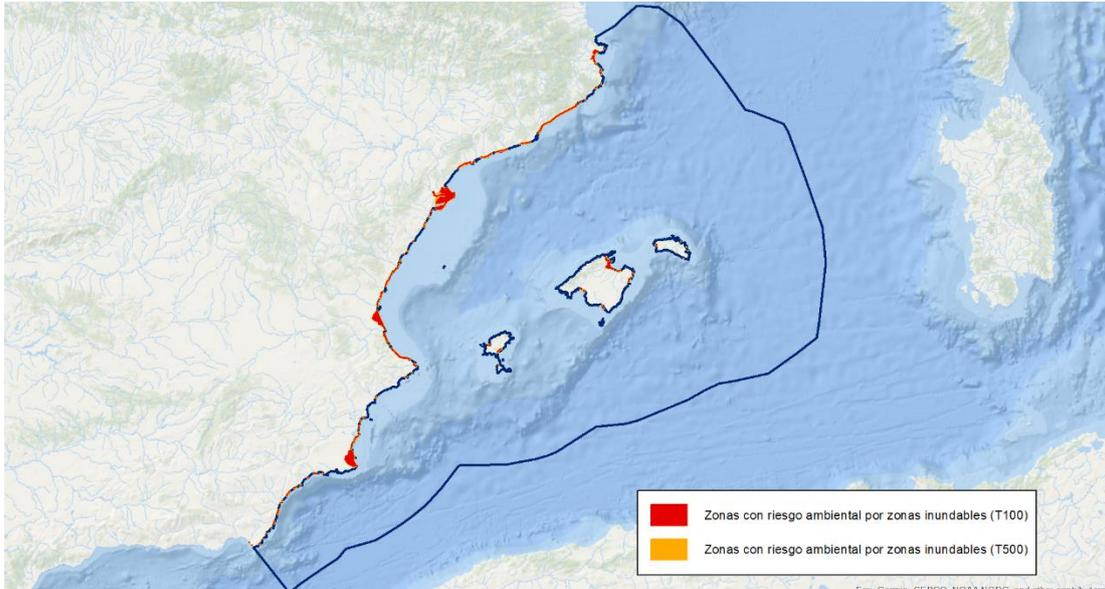 Zonas con riesgo ambiental por zonas inundables (T100)
Zonas con riesgo ambiental por zonas inundables (T500)